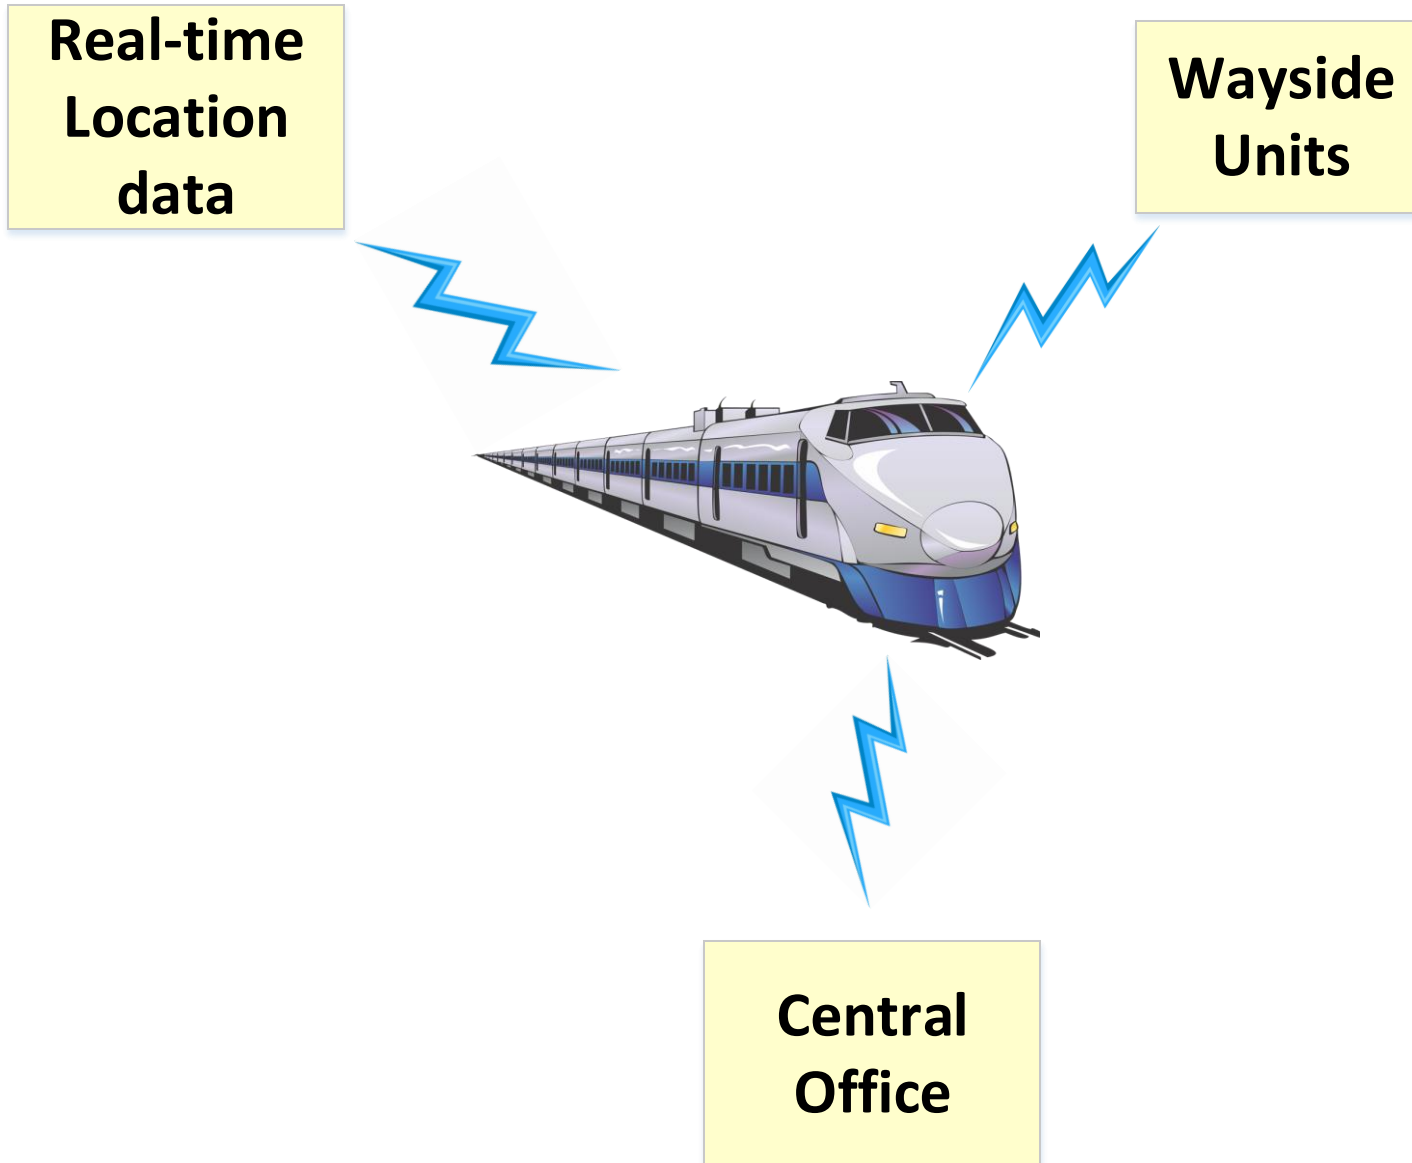 Real-time
Location
data
Wayside
Units
Central
Office